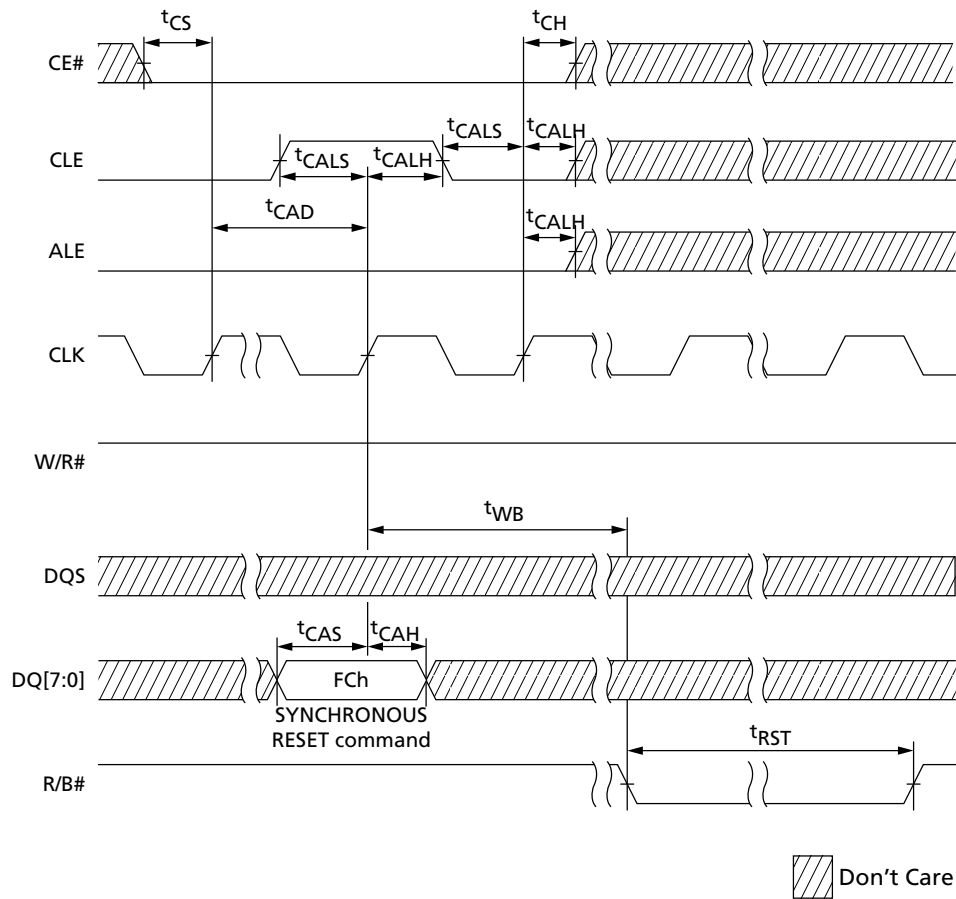 tCS
tCH
CE#
tCALS
tCALH
CLE
tCALS
tCALH
tCAD
tCALH
ALE
CLK
W/R#
tWB
DQS
tCAS
tCAH
DQ[7:0]
FCh
SYNCHRONOUS
RESET command
tRST
R/B#
Don't Care